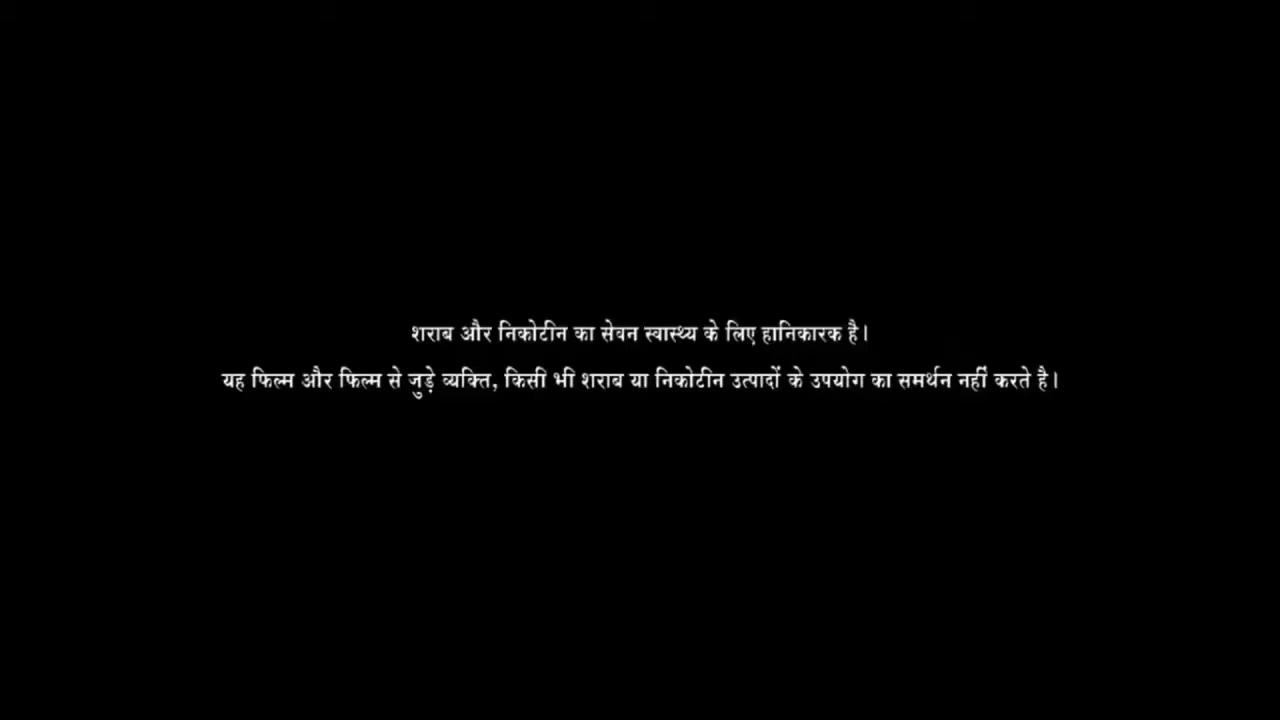 शराब और निकोटीन का सेवन स्वास्थ्य के लिए हानिकारक है।
यह फिल्म और फिल्म से जुड़े व्यक्ति, किसी भी शराब या निकोटीन उत्पादों के उपयोग का समर्थन नहीं करते है।